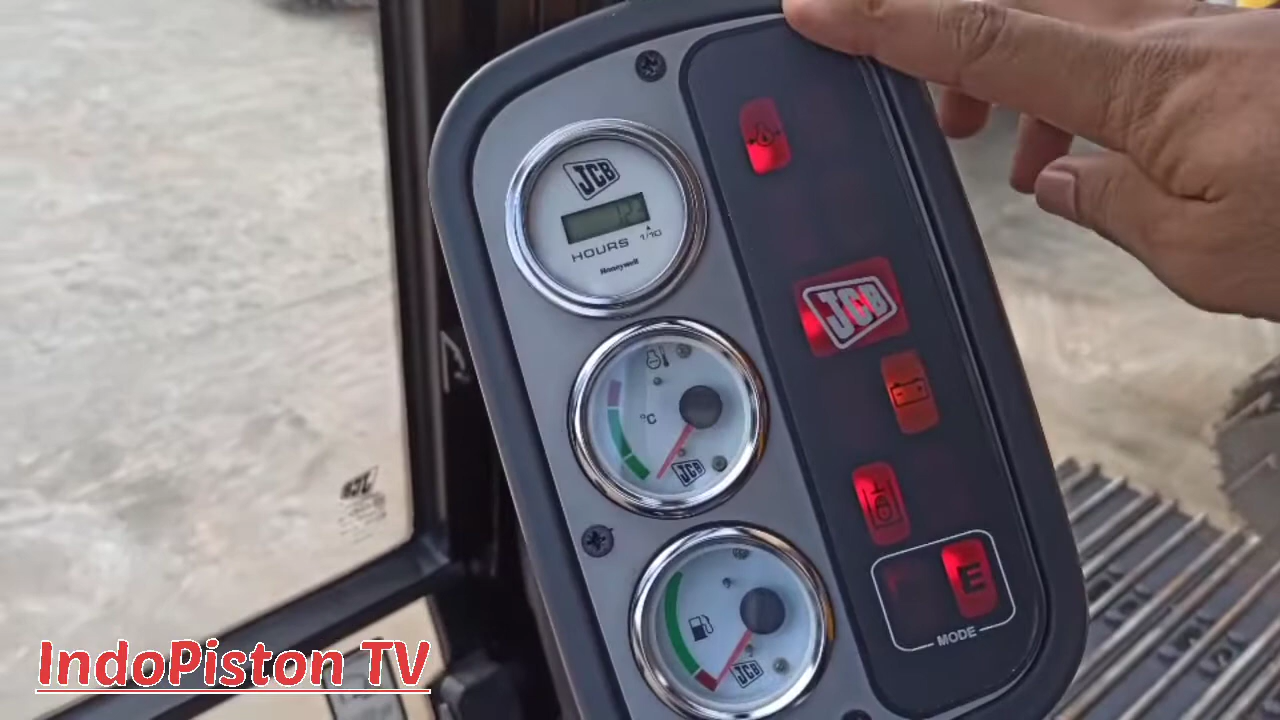 JCB
HOURS 1/10
Honeywell
JCB
°C
JCB
E
MODE
JCB
IndoPiston TV